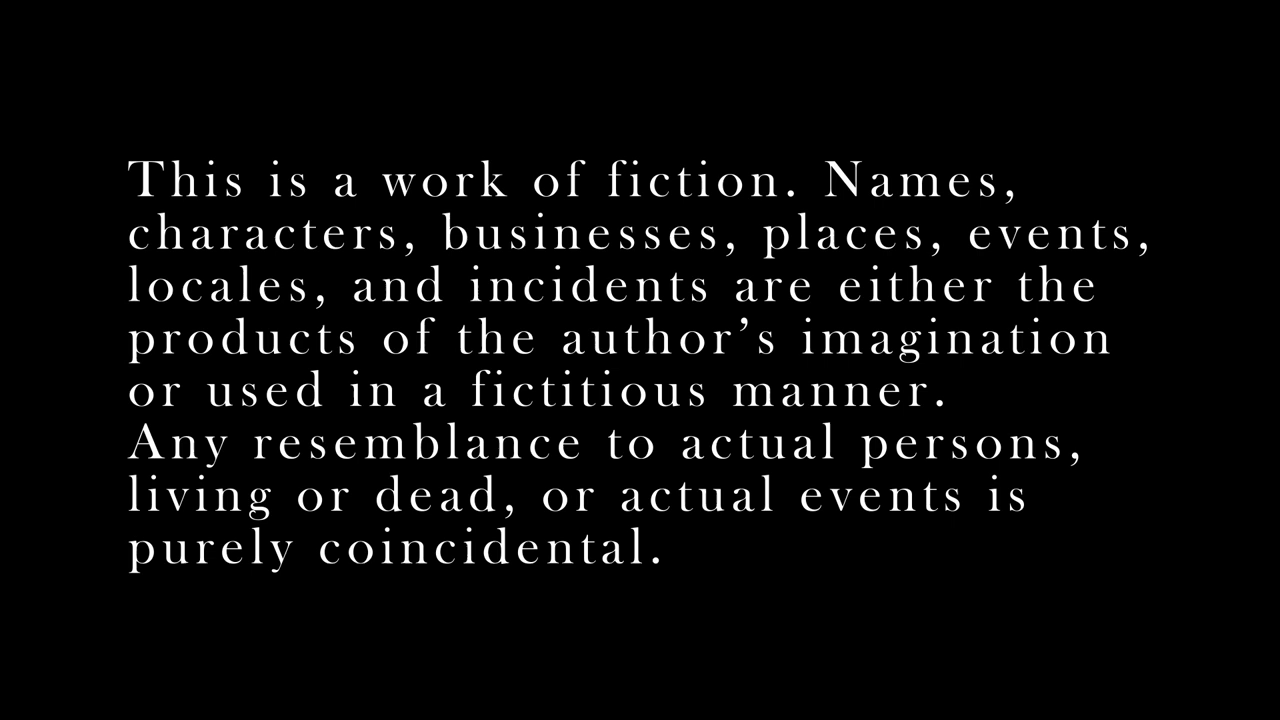 This is a work of fiction. Names,
characters, businesses, places, events,
locales, and incidents are either the
products of the author’s imagination
or used in a fictitious manner.
Any resemblance to actual persons,
living or dead, or actual events is
purely coincidental.